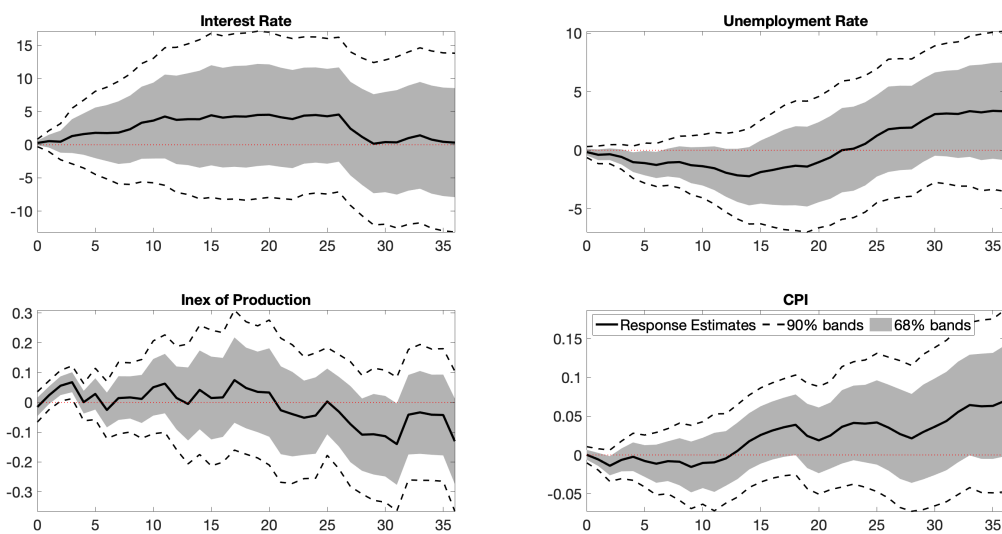 Interest Rate
15
10
5
0
-5
-10
0 5 10 15 20 25 30 35
Unemployment Rate
10
5
0
-5
0 5 10 15 20 25 30 35
Inex of Production
0.3
0.2
0.1
0
-0.1
-0.2
-0.3
0 5 10 15 20 25 30 35
CPI
Response Estimates 90% bands 68% bands
0.15
0.1
0.05
0
-0.05
0 5 10 15 20 25 30 35